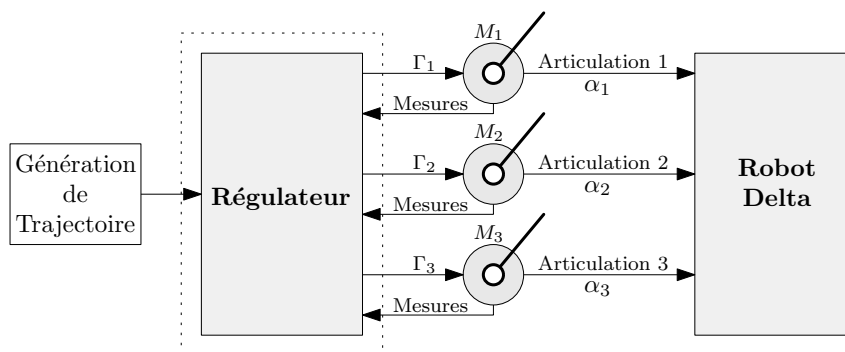 Génération
de
Trajectoire
Régulateur
Γ1
Mesures
M1
Articulation 1
α1
Γ2
Mesures
M2
Articulation 2
α2
Γ3
Mesures
M3
Articulation 3
α3
Robot
Delta